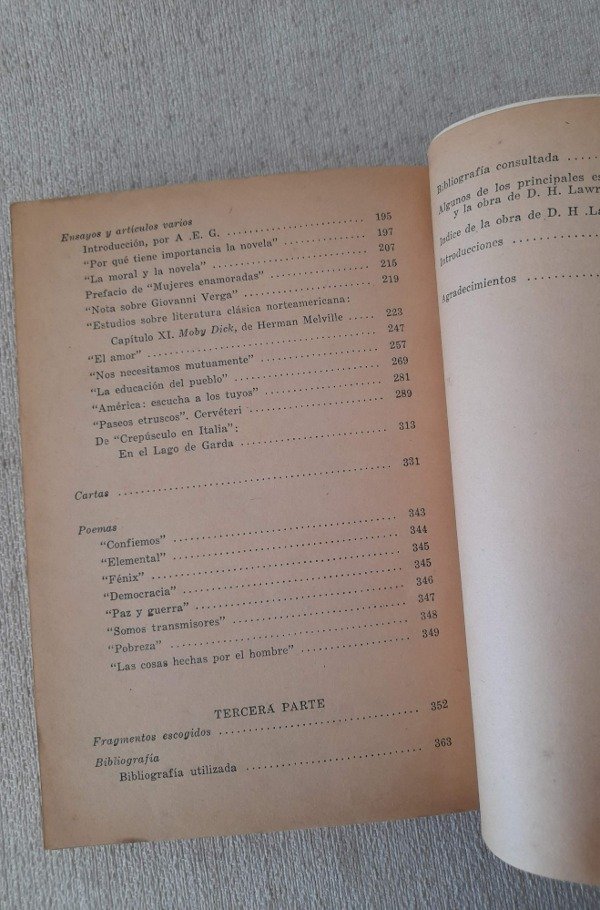 Ensayos y artículos varios
Introducción, por A .E. G. .......... 195
"Por qué tiene importancia la novela" .......... 197
"La moral y la novela" .......... 207
Prefacio de "Mujeres enamoradas" .......... 215
"Nota sobre Giovanni Verga" .......... 219
"Estudios sobre literatura clásica norteamericana:
Capítulo XI. Moby Dick, de Herman Melville ..... 223
"El amor" .......... 247
"Nos necesitamos mutuamente" .......... 257
"La educación del pueblo" .......... 269
"América: escucha a los tuyos" .......... 281
"Paseos etruscos". Cervéteri .......... 289
De "Crepúsculo en Italia":
En el Lago de Garda .......... 313
Cartas .......... 331
Poemas
"Confiemos" .......... 343
"Elemental" .......... 344
"Fénix" .......... 345
"Democracia" .......... 345
"Paz y guerra" .......... 346
"Somos transmisores" .......... 347
"Pobreza" .......... 348
"Las cosas hechas por el hombre" .......... 349
TERCERA PARTE
Fragmentos escogidos .......... 352
Bibliografía
Bibliografía utilizada .......... 363
Bibliografía consultada .....
Algunos de los principales es
y la obra de D. H. Lawr
Indice de la obra de D. H .La
Introducciones .....
Agradecimientos .....